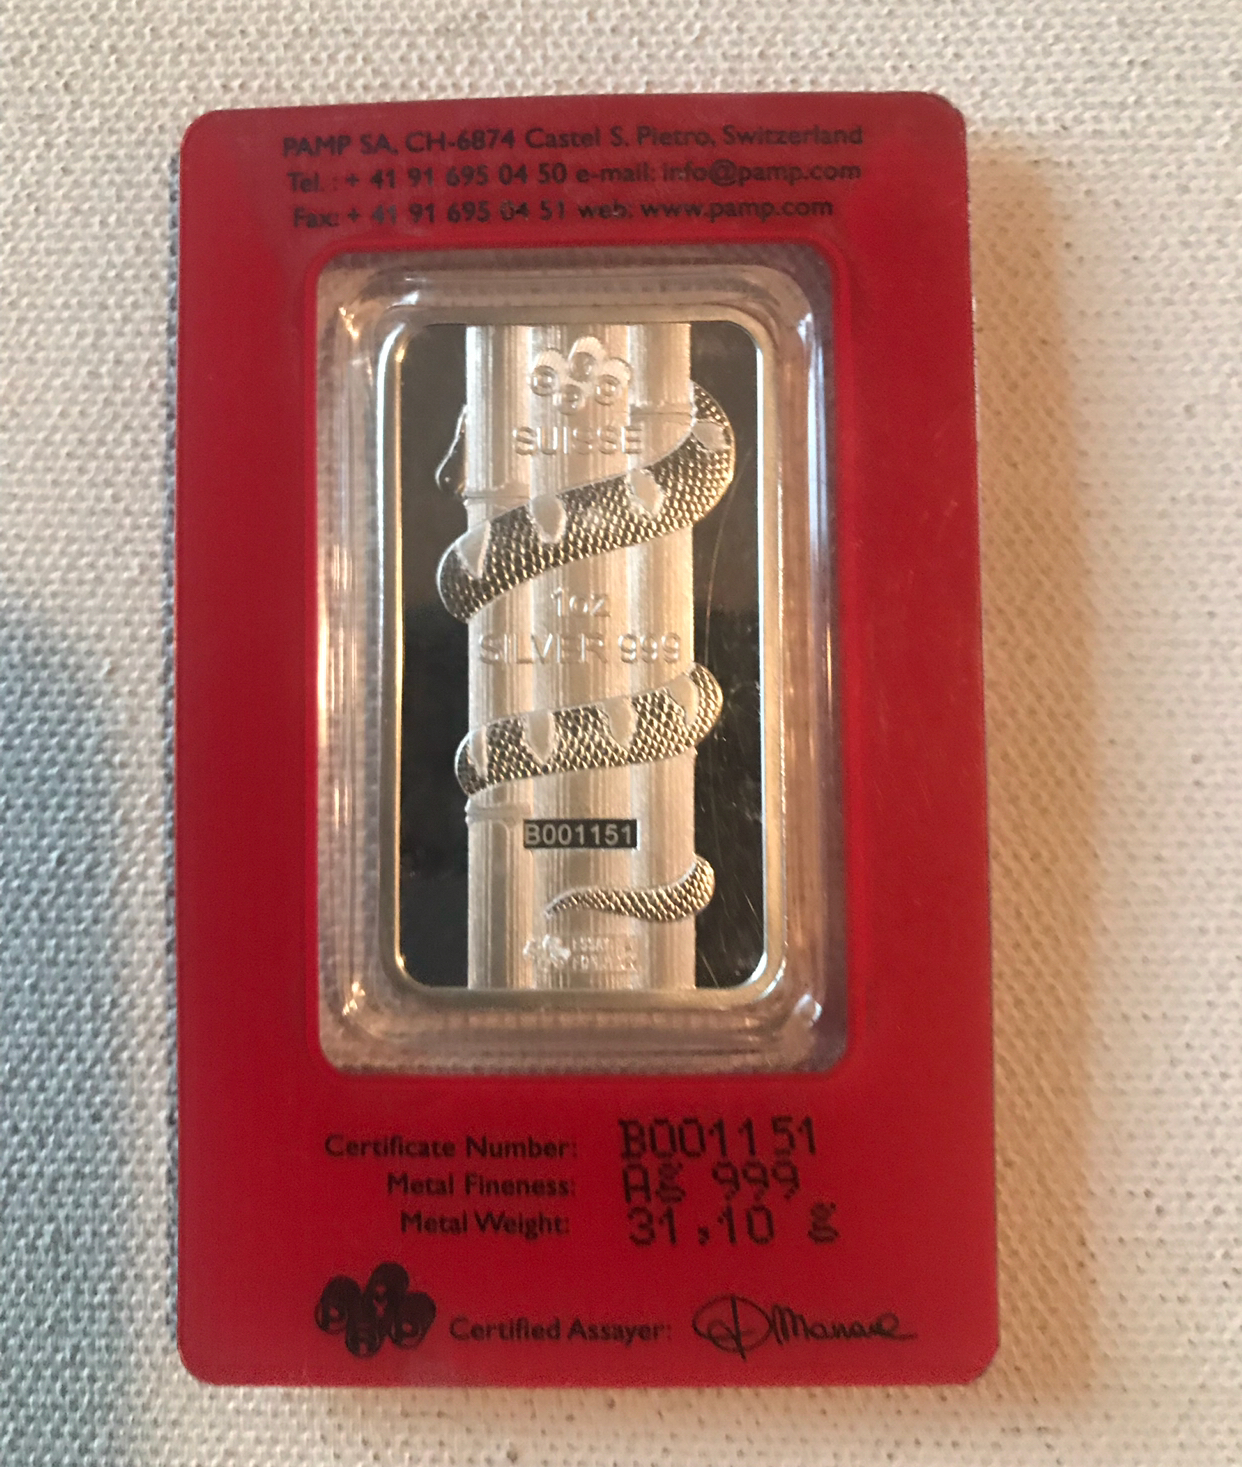 PAMP SA, CH-6874 Castel S. Pietro, Switzerland
Tel. : + 41 91 695 04 50 e-mail: info@pamp.com
Fax: + 41 91 695 04 51 web: www.pamp.com
SUISSE
1oz
SILVER 999
B001151
Certificate Number: B001151
Metal Fineness: Ag 999
Metal Weight: 31,10 g
PAMP
Certified Assayer: